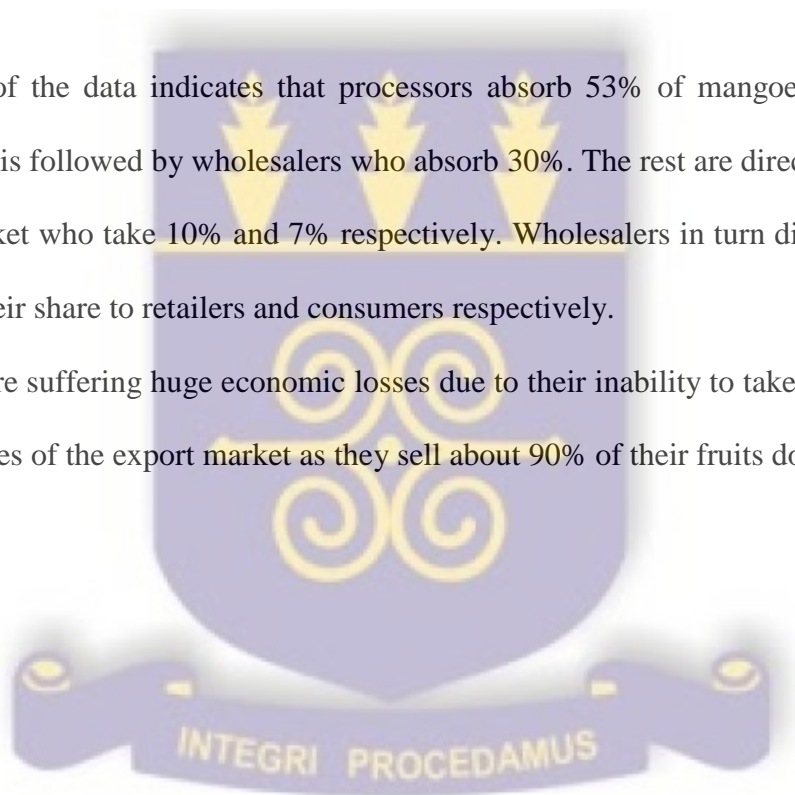 of the data indicates that processors absorb 53% of mangoe
is followed by wholesalers who absorb 30%. The rest are direc
ket who take 10% and 7% respectively. Wholesalers in turn di
eir share to retailers and consumers respectively.
re suffering huge economic losses due to their inability to take
es of the export market as they sell about 90% of their fruits do
INTEGRI PROCEDAMUS